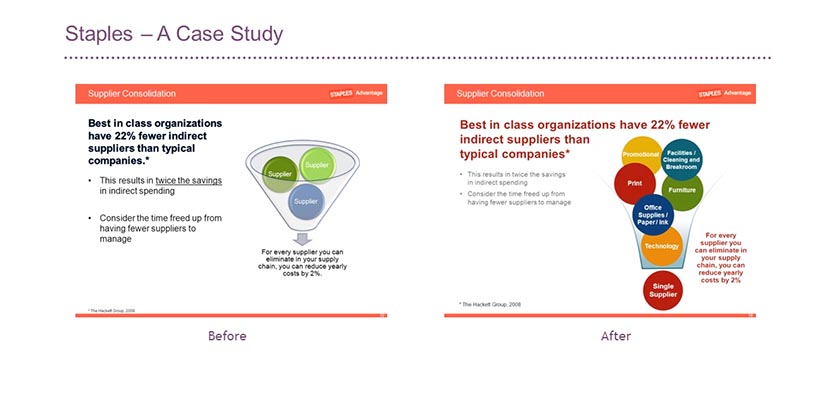 Staples – A Case Study
Supplier Consolidation
STAPLES Advantage
Best in class organizations
have 22% fewer indirect
suppliers than typical
companies.*
• This results in twice the savings
in indirect spending
• Consider the time freed up from
having fewer suppliers to
manage
Supplier
Supplier
Supplier
For every supplier you can
eliminate in your supply
chain, you can reduce yearly
costs by 2%.
* The Hackett Group, 2008
Before
Supplier Consolidation
STAPLES Advantage
Best in class organizations have 22% fewer
indirect suppliers than
typical companies*
• This results in twice the savings
in indirect spending
• Consider the time freed up from
having fewer suppliers to manage
Promotional
Facilities /
Cleaning and
Breakroom
Print
Furniture
Office
Supplies /
Paper / Ink
Technology
Single
Supplier
For every
supplier you
can eliminate in
your supply
chain, you can
reduce yearly
costs by 2%
* The Hackett Group, 2008
After